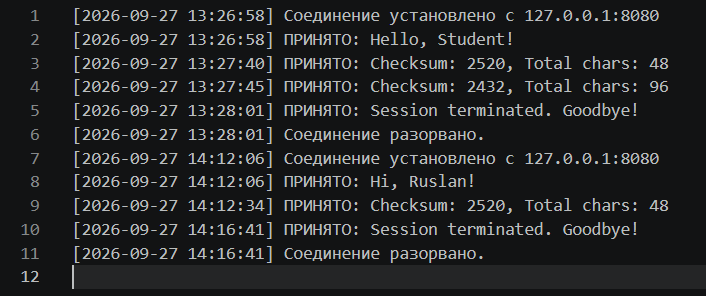 1 [2026-09-27 13:26:58] Соединение установлено с 127.0.0.1:8080
2 [2026-09-27 13:26:58] ПРИНЯТО: Hello, Student!
3 [2026-09-27 13:27:40] ПРИНЯТО: Checksum: 2520, Total chars: 48
4 [2026-09-27 13:27:45] ПРИНЯТО: Checksum: 2432, Total chars: 96
5 [2026-09-27 13:28:01] ПРИНЯТО: Session terminated. Goodbye!
6 [2026-09-27 13:28:01] Соединение разорвано.
7 [2026-09-27 14:12:06] Соединение установлено с 127.0.0.1:8080
8 [2026-09-27 14:12:06] ПРИНЯТО: Hi, Ruslan!
9 [2026-09-27 14:12:34] ПРИНЯТО: Checksum: 2520, Total chars: 48
10 [2026-09-27 14:16:41] ПРИНЯТО: Session terminated. Goodbye!
11 [2026-09-27 14:16:41] Соединение разорвано.
12